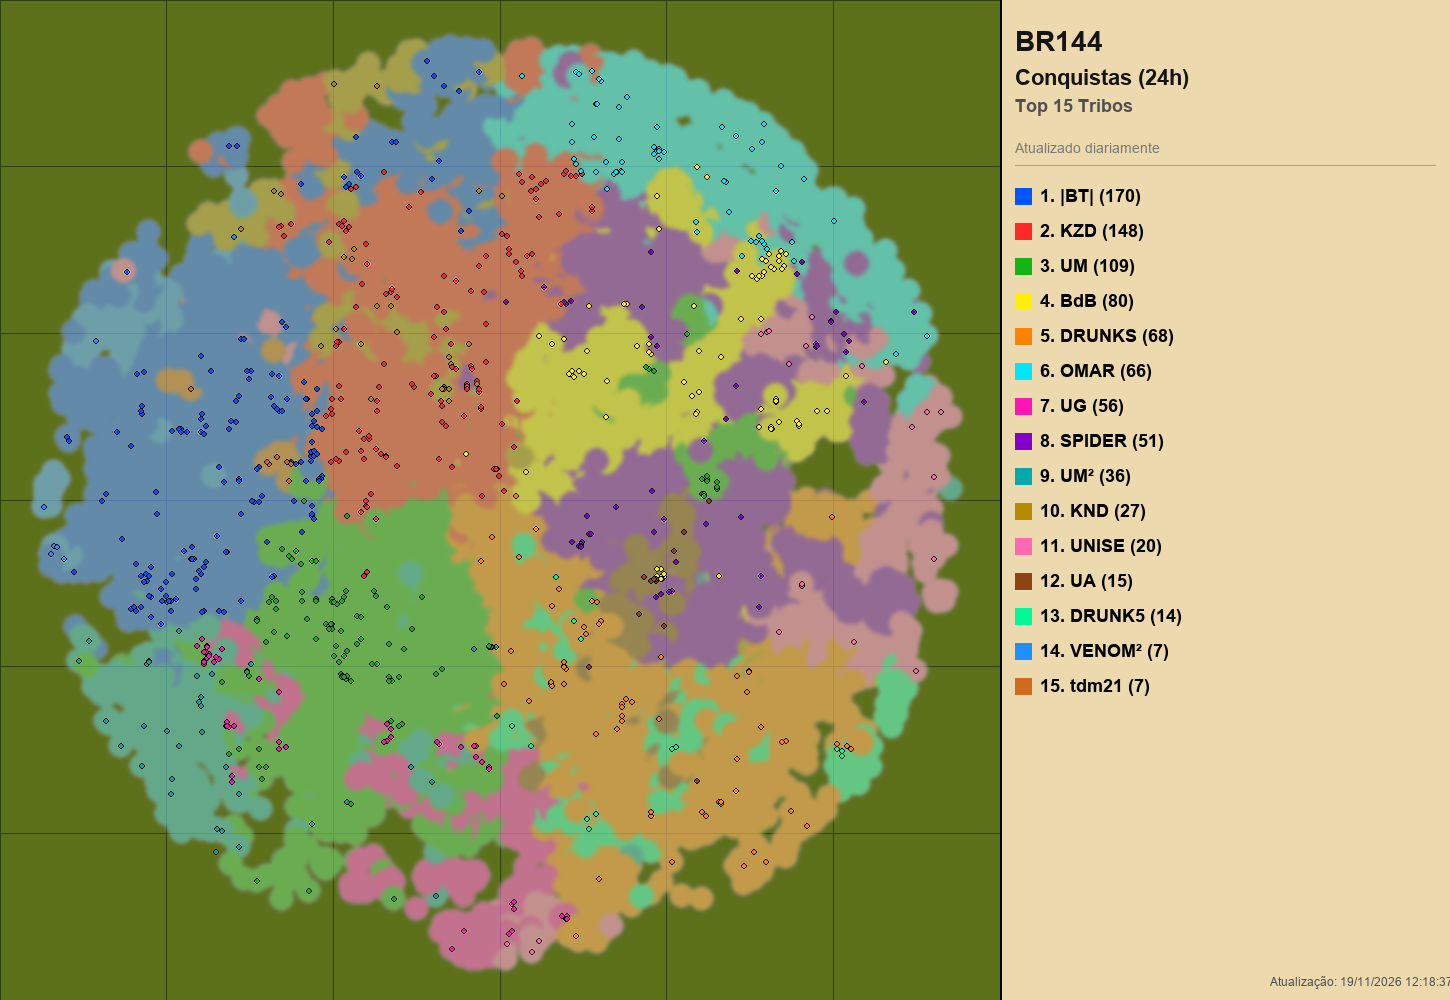 BR144
Conquistas (24h)
Top 15 Tribos
Atualizado diariamente
1. |BT| (170)
2. KZD (148)
3. UM (109)
4. BdB (80)
5. DRUNKS (68)
6. OMAR (66)
7. UG (56)
8. SPIDER (51)
9. UM² (36)
10. KND (27)
11. UNISE (20)
12. UA (15)
13. DRUNK5 (14)
14. VENOM² (7)
15. tdm21 (7)
Atualização: 19/11/2026 12:18:37